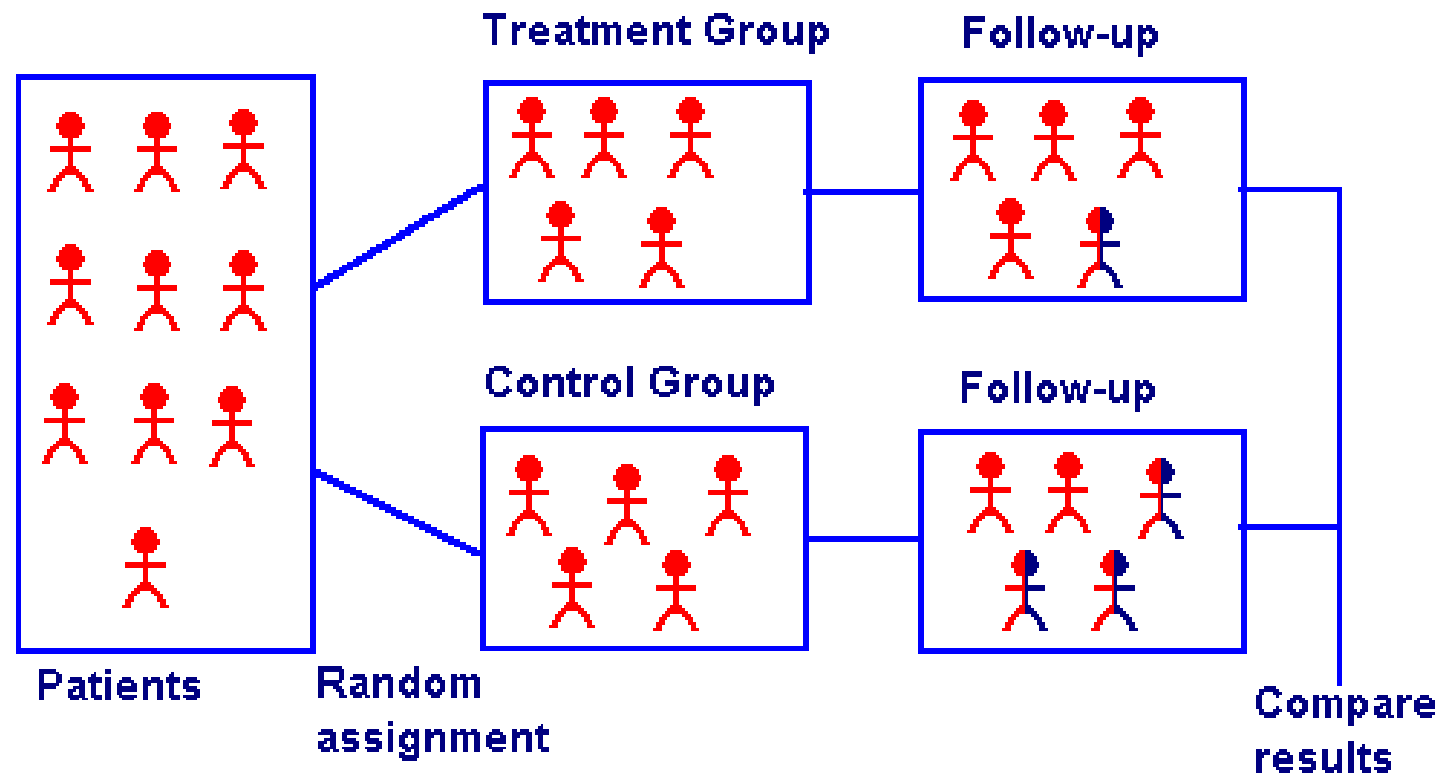 Treatment Group
Follow-up
Control Group
Follow-up
Patients
Random
assignment
Compare
results